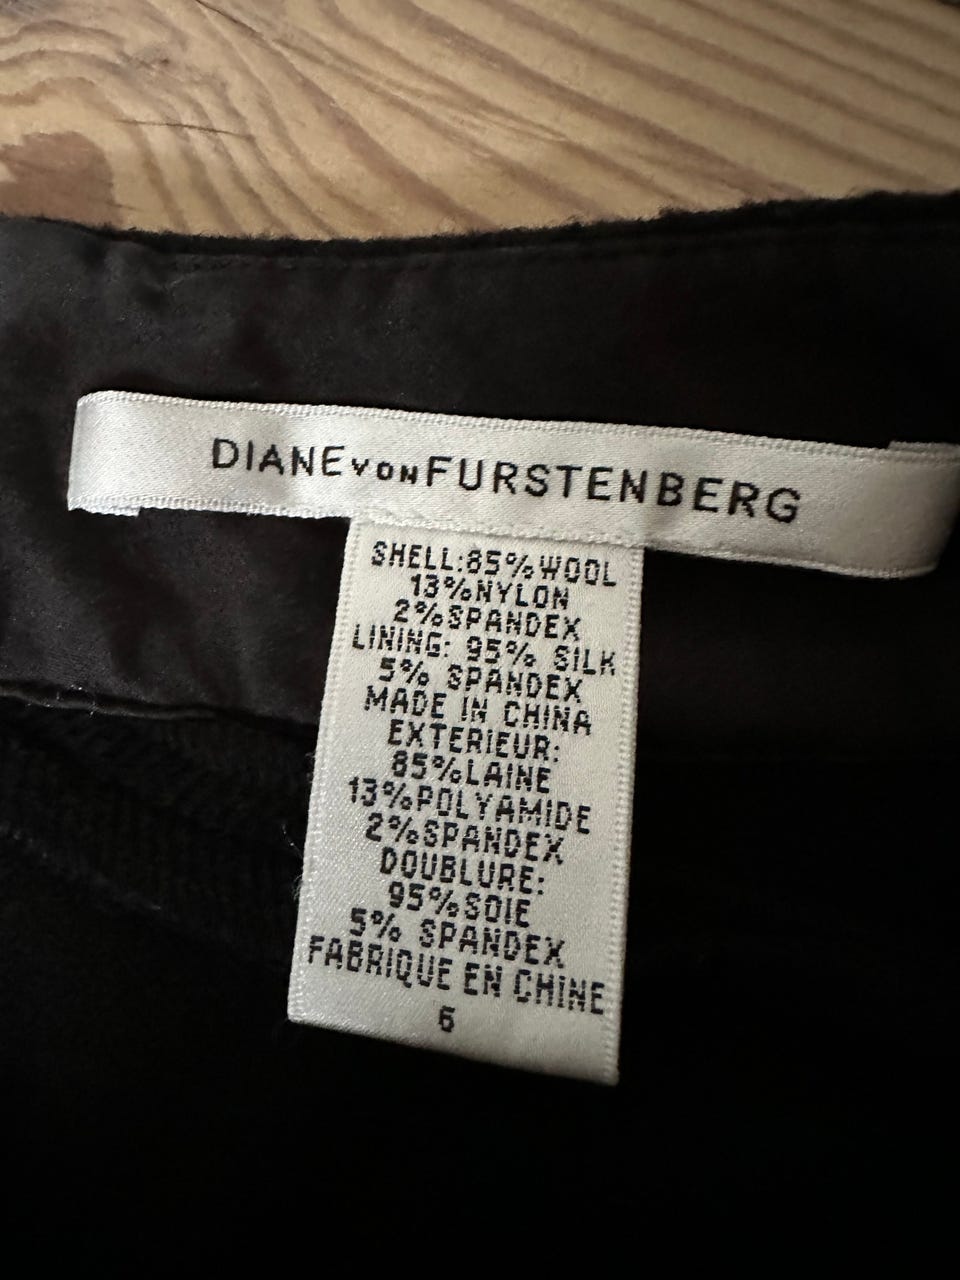 DIANE VON FURSTENBERG
SHELL:85%WOOL
13%NYLON
2%SPANDEX
LINING: 95% SILK
5% SPANDEX
MADE IN CHINA
EXTERIEUR:
85%LAINE
13%POLYAMIDE
2%SPANDEX
DOUBLURE:
95%SOIE
5% SPANDEX
FABRIQUE EN CHINE
6